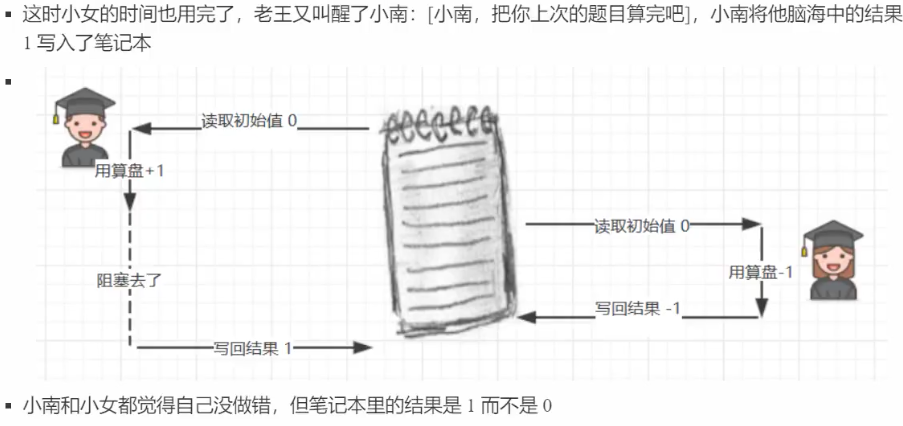 这时小女的时间也用完了，老王又叫醒了小南：[小南，把你上次的题目算完吧]，小南将他脑海中的结果
1 写入了笔记本
读取初始值 0
用算盘+1
读取初始值 0
阻塞去了
用算盘-1
写回结果 -1
写回结果 1
小南和小女都觉得自己没做错，但笔记本里的结果是 1 而不是 0